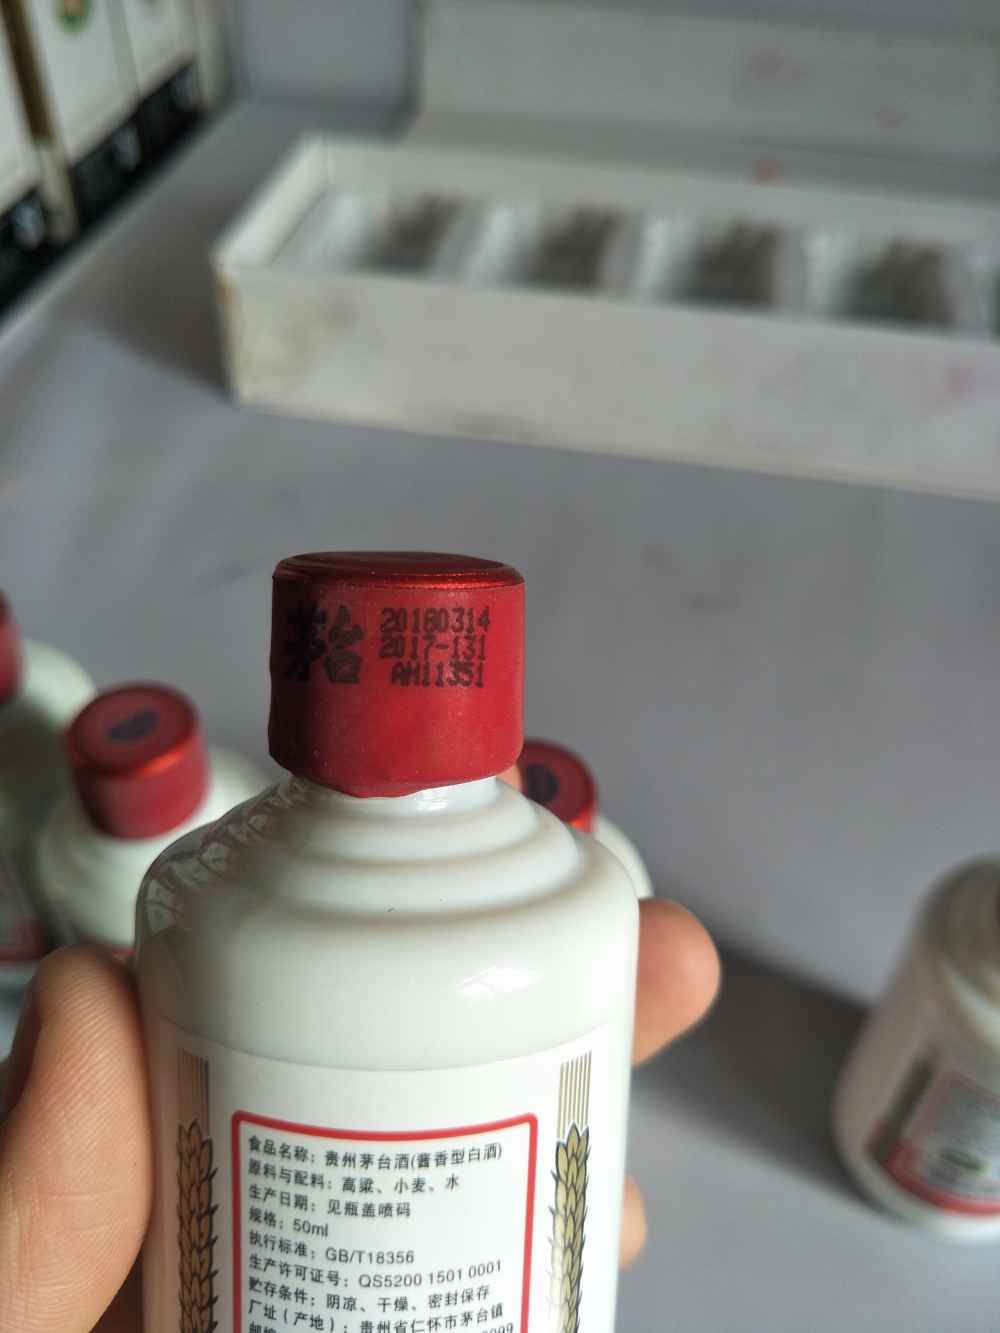 茅台
20180314
2017-131
AH11351
食品名称：贵州茅台酒(酱香型白酒)
原料与配料：高粱、小麦、水
生产日期：见瓶盖喷码
规格：50ml
执行标准：GB/T18356
生产许可证号：QS5200 1501 0001
贮存条件：阴凉、干燥、密封保存
厂址（产地）：贵州省仁怀市茅台镇